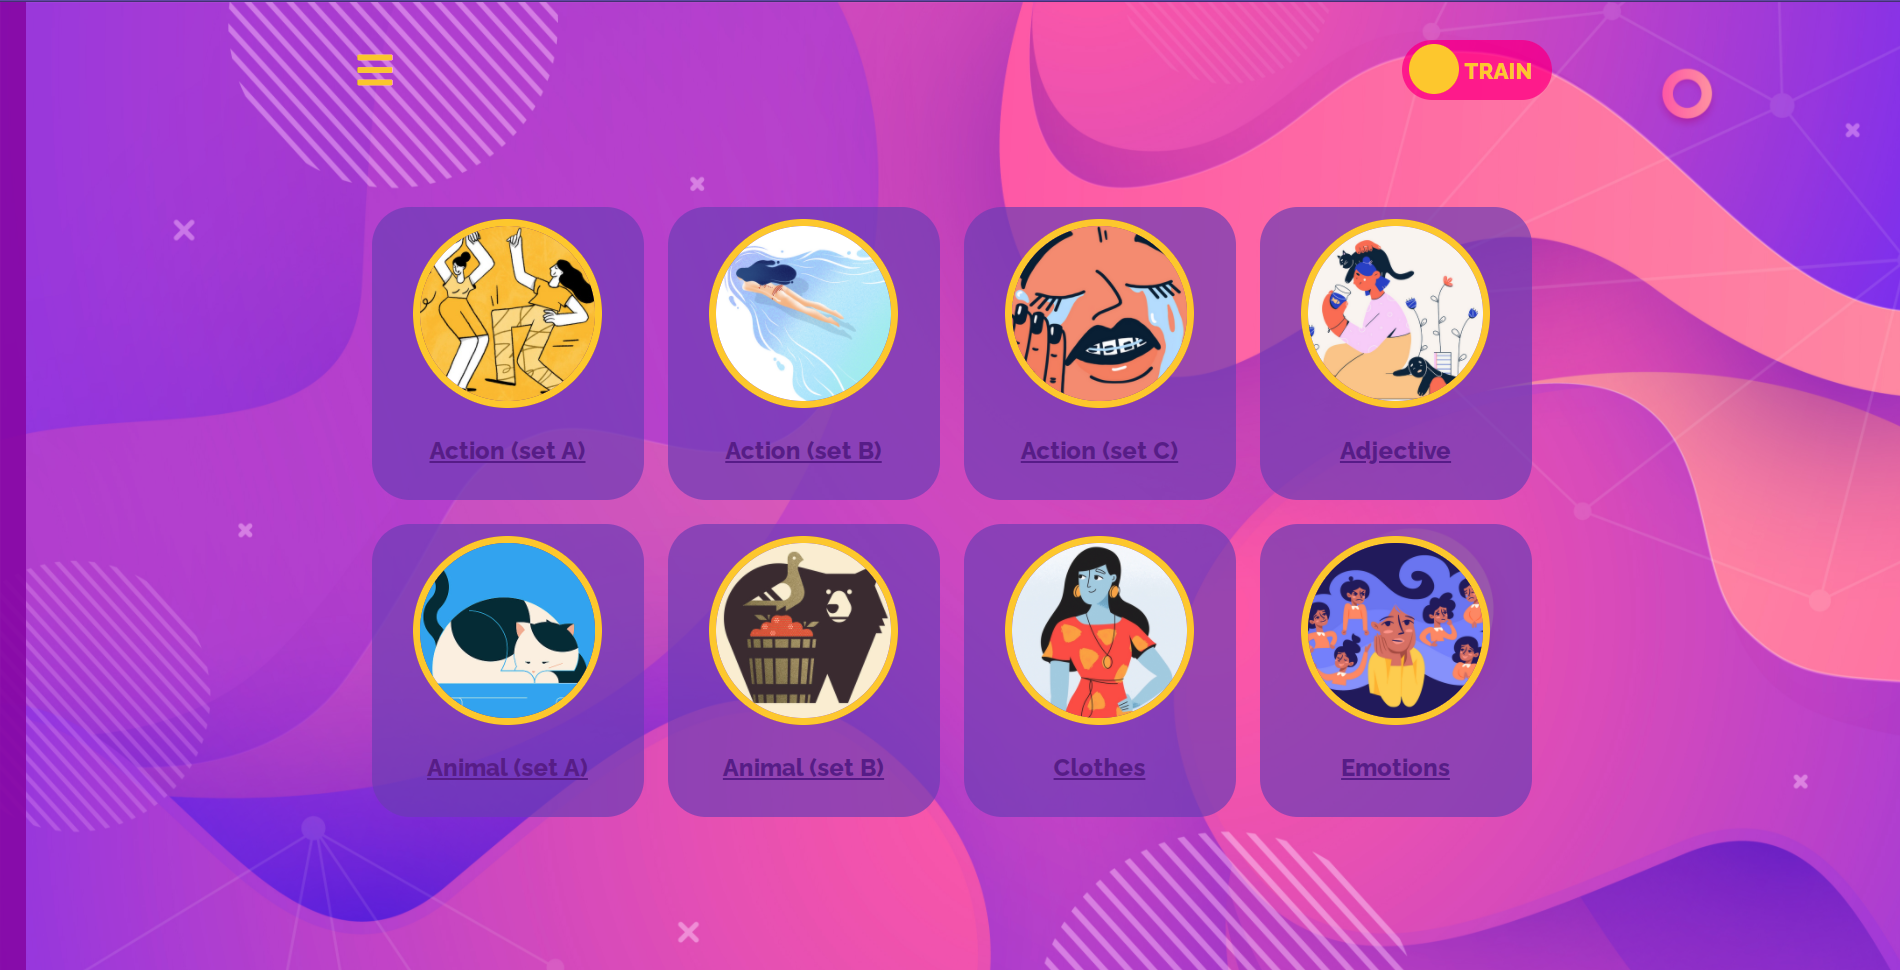 TRAIN
Action (set A)
Action (set B)
Action (set C)
Adjective
Animal (set A)
Animal (set B)
Clothes
Emotions